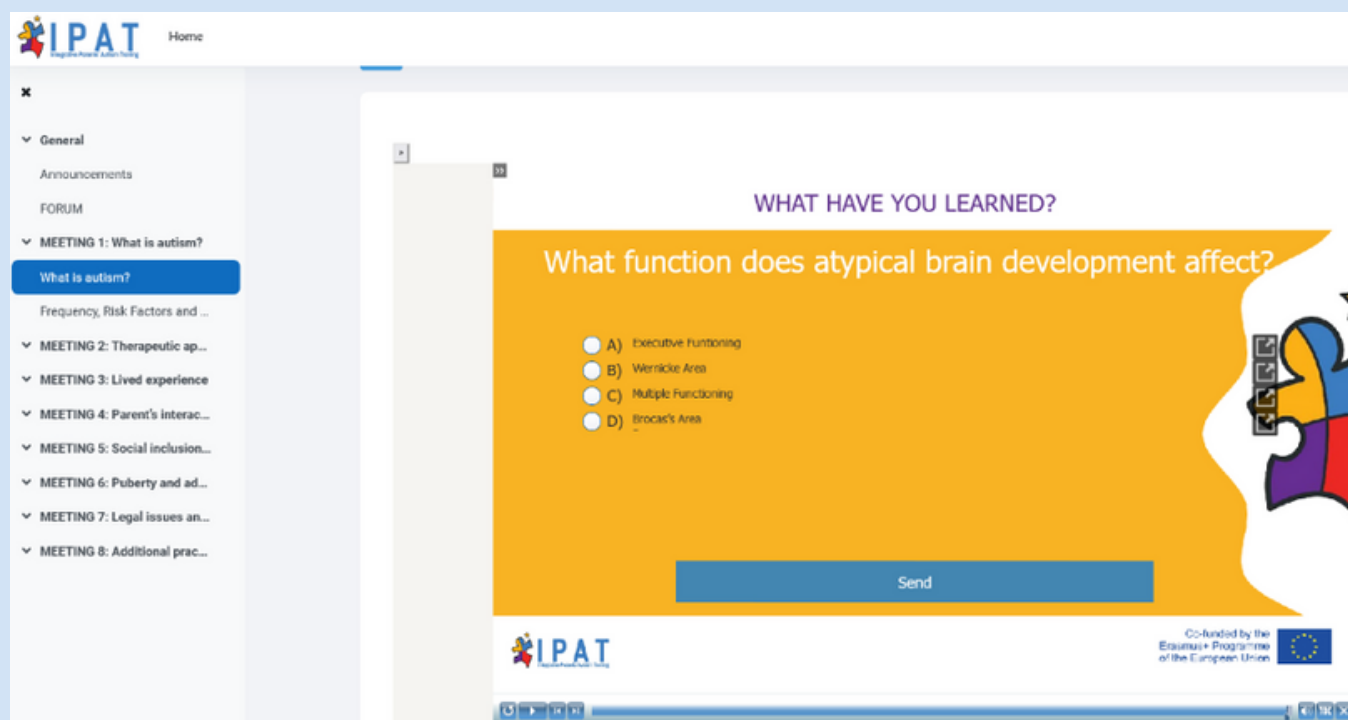 IPAT
Integrative Parental Autism Training
Home
General
Announcements
FORUM
MEETING 1: What is autism?
What is autism?
Frequency, Risk Factors and ...
MEETING 2: Therapeutic ap...
MEETING 3: Lived experience
MEETING 4: Parent's interac...
MEETING 5: Social inclusion...
MEETING 6: Puberty and ad...
MEETING 7: Legal issues an...
MEETING 8: Additional prac...
WHAT HAVE YOU LEARNED?
What function does atypical brain development affect?
A) Executive Funtioning
B) Wernicke Area
C) Multiple Functioning
D) Brocas's Area
Send
IPAT
Co-funded by the
Erasmus+ Programme
of the European Union